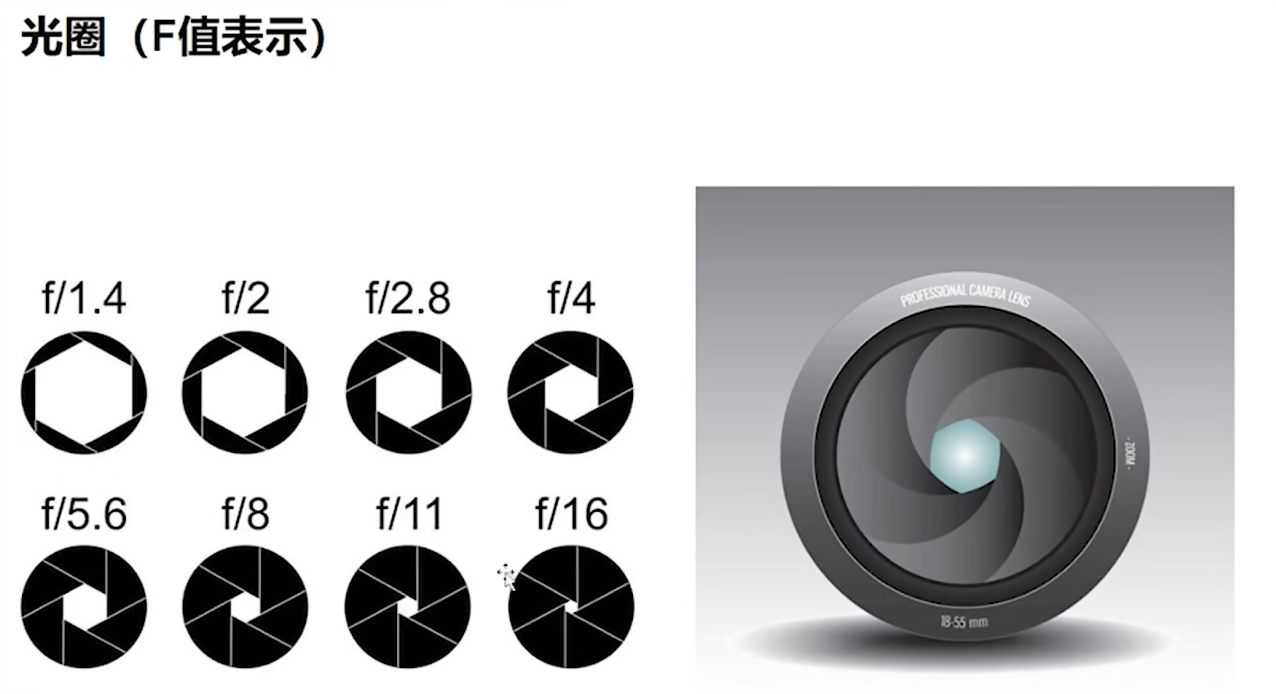 光圈（F值表示）
f/1.4 f/2 f/2.8 f/4
f/5.6 f/8 f/11 f/16
PROFESSIONAL CAMERA LENS
- ZOOM -
18-55 mm